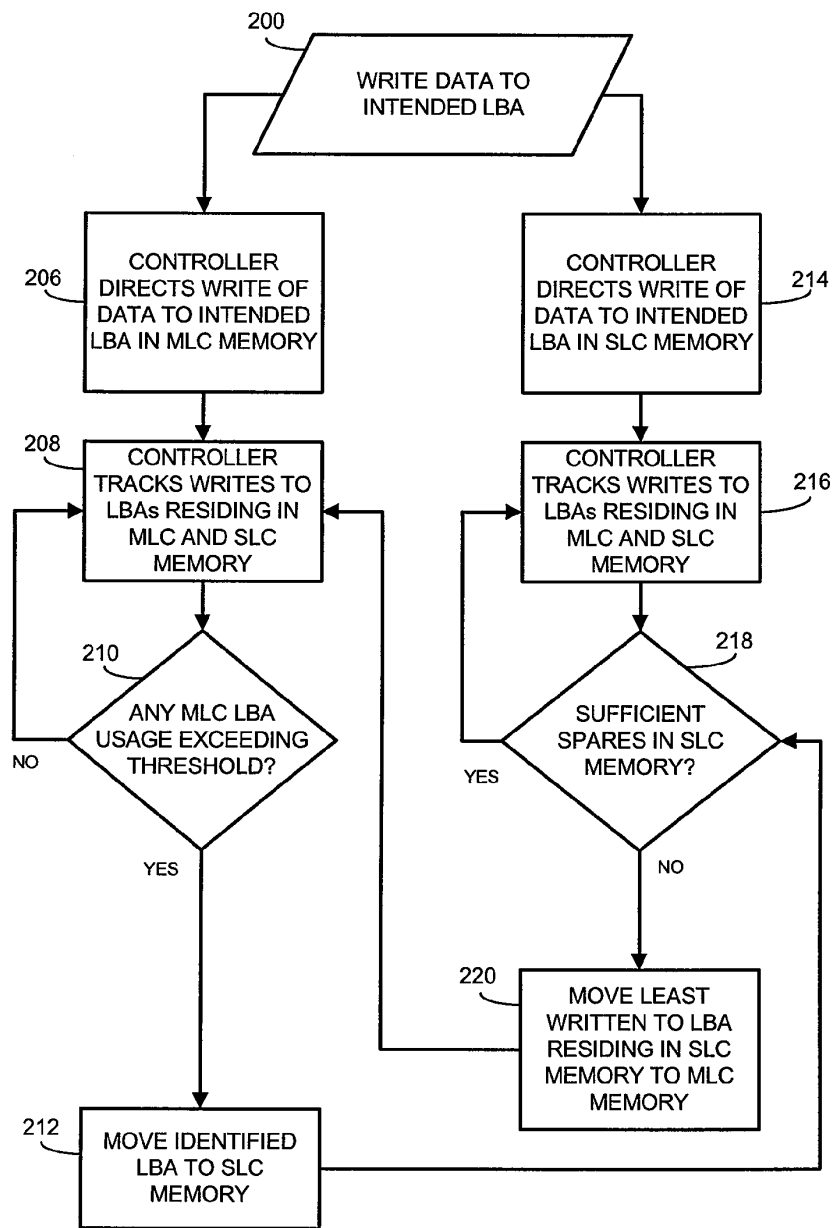 200
WRITE DATA TO
INTENDED LBA
206
CONTROLLER
DIRECTS WRITE OF
DATA TO INTENDED
LBA IN MLC MEMORY
CONTROLLER
DIRECTS WRITE OF
DATA TO INTENDED
LBA IN SLC MEMORY
214
208
CONTROLLER
TRACKS WRITES TO
LBAs RESIDING IN
MLC AND SLC
MEMORY
CONTROLLER
TRACKS WRITES TO
LBAs RESIDING IN
MLC AND SLC
MEMORY
216
210
ANY MLC LBA
USAGE EXCEEDING
THRESHOLD?
NO
YES
218
SUFFICIENT
SPARES IN SLC
MEMORY?
YES
NO
220
MOVE LEAST
WRITTEN TO LBA
RESIDING IN SLC
MEMORY TO MLC
MEMORY
212
MOVE IDENTIFIED
LBA TO SLC
MEMORY